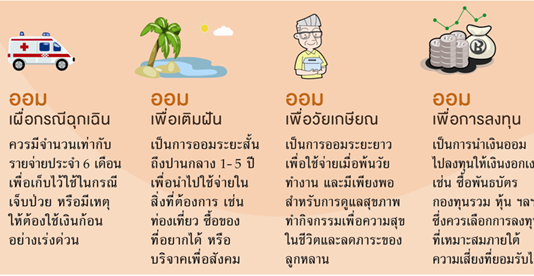 ออม
เผื่อกรณีฉุกเฉิน
ควรมีจำนวนเท่ากับ
รายจ่ายประจำ 6 เดือน
เพื่อเก็บไว้ใช้ในกรณี
เจ็บป่วย หรือมีเหตุ
ให้ต้องใช้เงินก้อน
อย่างเร่งด่วน
ออม
เพื่อเติมฝัน
เป็นการออมระยะสั้น
ถึงปานกลาง 1-5 ปี
เพื่อนำไปใช้จ่ายใน
สิ่งที่ต้องการ เช่น
ท่องเที่ยว ซื้อของ
ที่อยากได้ หรือ
บริจาคเพื่อสังคม
ออม
เพื่อวัยเกษียณ
เป็นการออมระยะยาว
เพื่อใช้จ่ายเมื่อพ้นวัย
ทำงาน และมีเพียงพอ
สำหรับการดูแลสุขภาพ
ทำกิจกรรมเพื่อความสุข
ในชีวิตและลดภาระของ
ลูกหลาน
ออม
เพื่อการลงทุน
เป็นการนำเงินออม
ไปลงทุนให้เงินงอกเง
เช่น ซื้อพันธบัตร
กองทุนรวม หุ้น ฯลฯ
ซึ่งควรเลือกการลงทุ
ที่เหมาะสมภายใต้
ความเสี่ยงที่ยอมรับไ